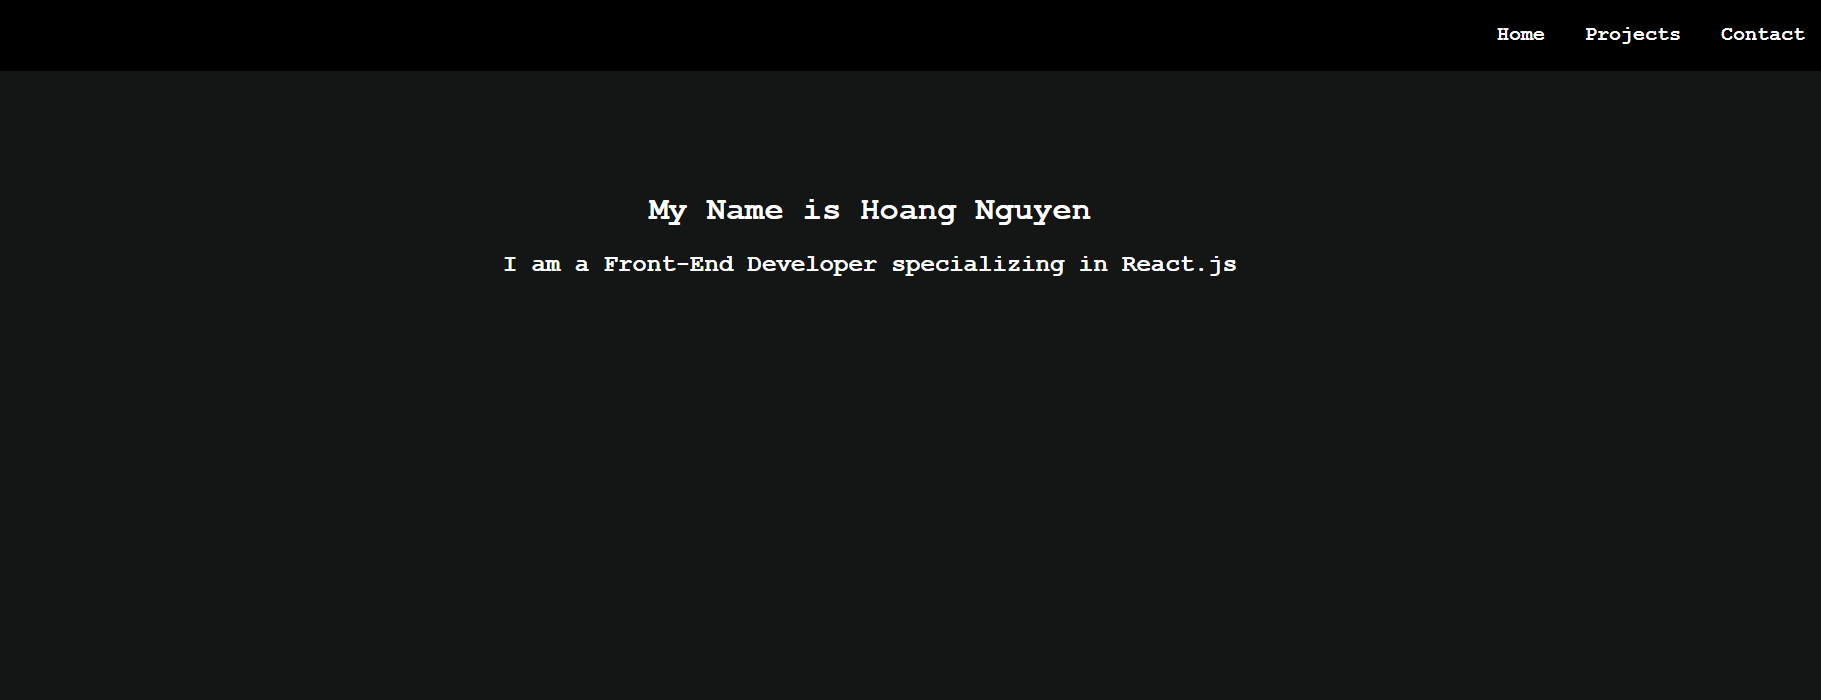 Home Projects Contact
My Name is Hoang Nguyen
I am a Front-End Developer specializing in React.js